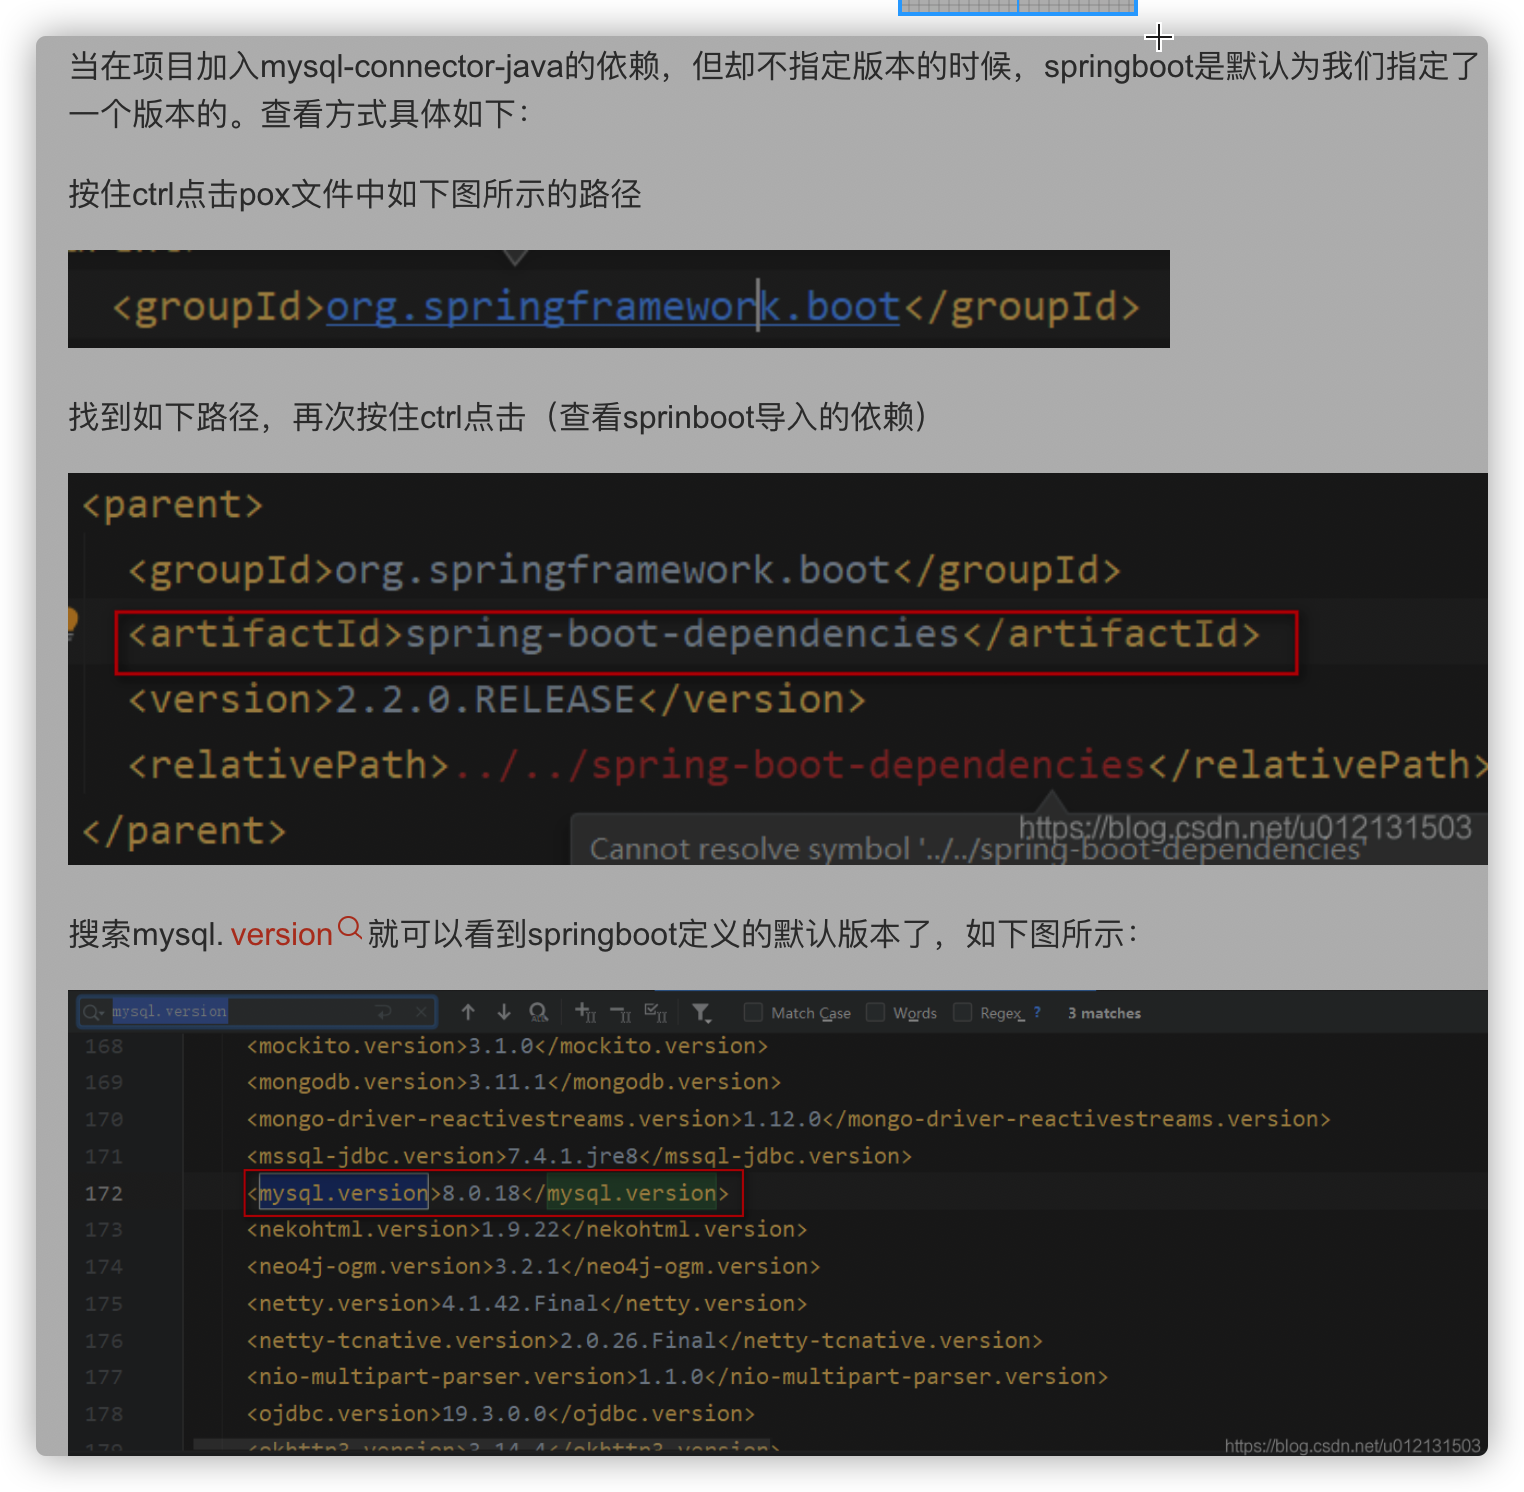 当在项目加入mysql-connector-java的依赖，但却不指定版本的时候，springboot是默认为我们指定了
一个版本的。查看方式具体如下：
按住ctrl点击pox文件中如下图所示的路径
<groupId>org.springframework.boot</groupId>
找到如下路径，再次按住ctrl点击（查看sprinboot导入的依赖）
<parent>
<groupId>org.springframework.boot</groupId>
<artifactId>spring-boot-dependencies</artifactId>
<version>2.2.0.RELEASE</version>
<relativePath>../../spring-boot-dependencies</relativePath>
</parent>
https://blog.csdn.net/u012131503
Cannot resolve symbol '../../spring-boot-dependencies'
搜索mysql. version 就可以看到springboot定义的默认版本了，如下图所示：
mysql.version Match Case Words Regex ? 3 matches
168 <mockito.version>3.1.0</mockito.version>
169 <mongodb.version>3.11.1</mongodb.version>
170 <mongo-driver-reactivestreams.version>1.12.0</mongo-driver-reactivestreams.version>
171 <mssql-jdbc.version>7.4.1.jre8</mssql-jdbc.version>
172 <mysql.version>8.0.18</mysql.version>
173 <nekohtml.version>1.9.22</nekohtml.version>
174 <neo4j-ogm.version>3.2.1</neo4j-ogm.version>
175 <netty.version>4.1.42.Final</netty.version>
176 <netty-tcnative.version>2.0.26.Final</netty-tcnative.version>
177 <nio-multipart-parser.version>1.1.0</nio-multipart-parser.version>
178 <ojdbc.version>19.3.0.0</ojdbc.version>
179 <okhttp3.version>3.14.4</okhttp3.version>
https://blog.csdn.net/u012131503